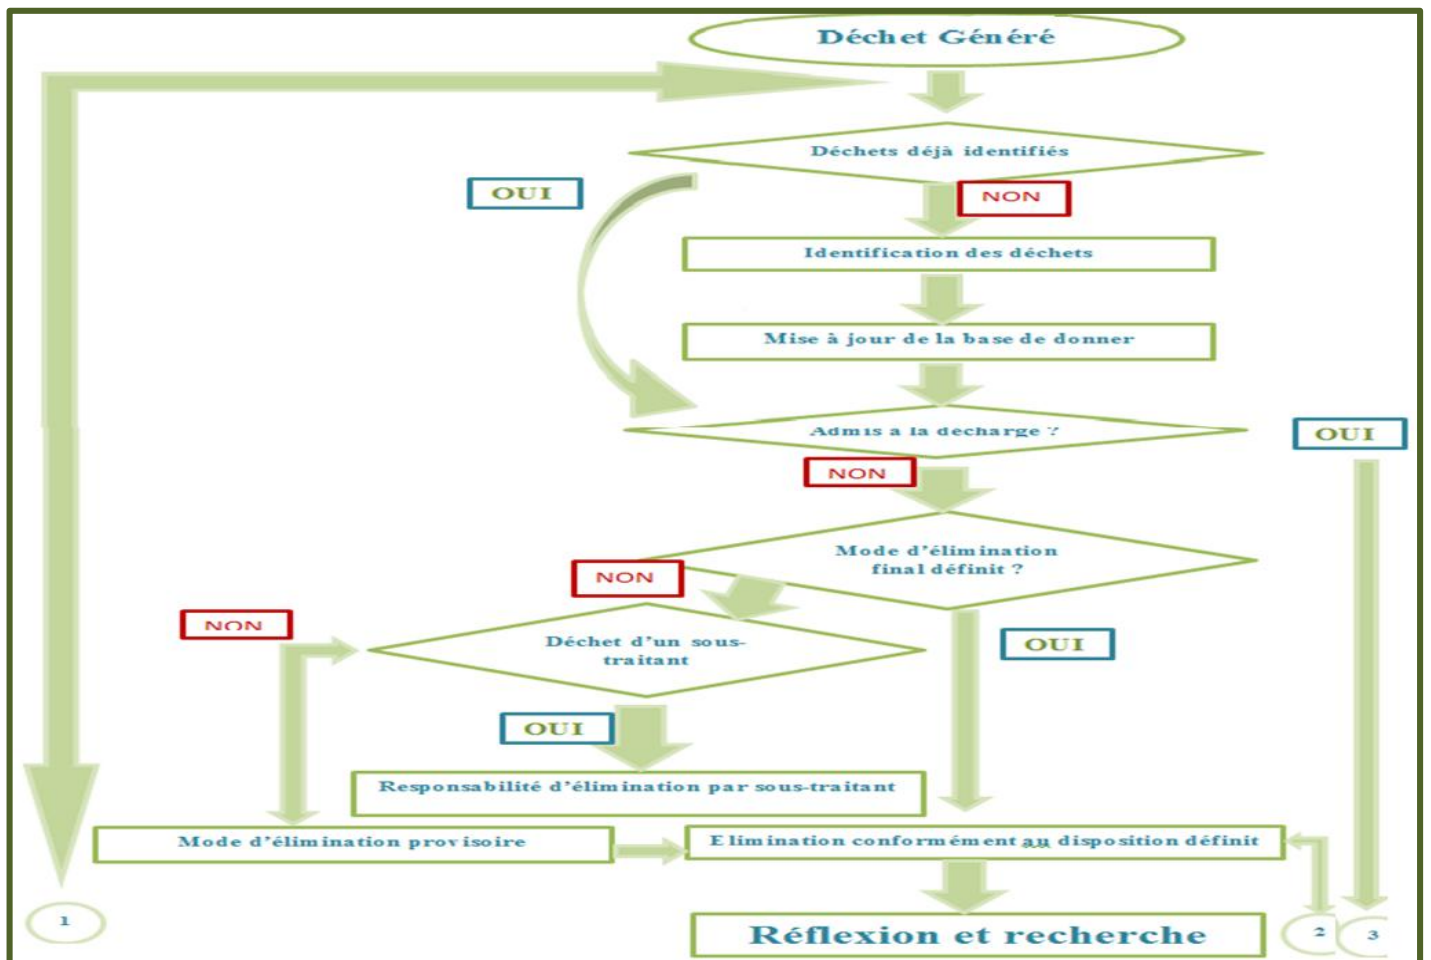 Déchet Généré
Déchets déjà identifiés
OUI
NON
Identification des déchets
Mise à jour de la base de donner
Admis a la decharge ?
OUI
NON
Mode d'élimination
final définit ?
NON
NON
Déchet d'un sous-
traitant
OUI
OUI
Responsabilité d'élimination par sous-traitant
Mode d'élimination provisoire
Elimination conformément au disposition définit
1
Réflexion et recherche
2
3